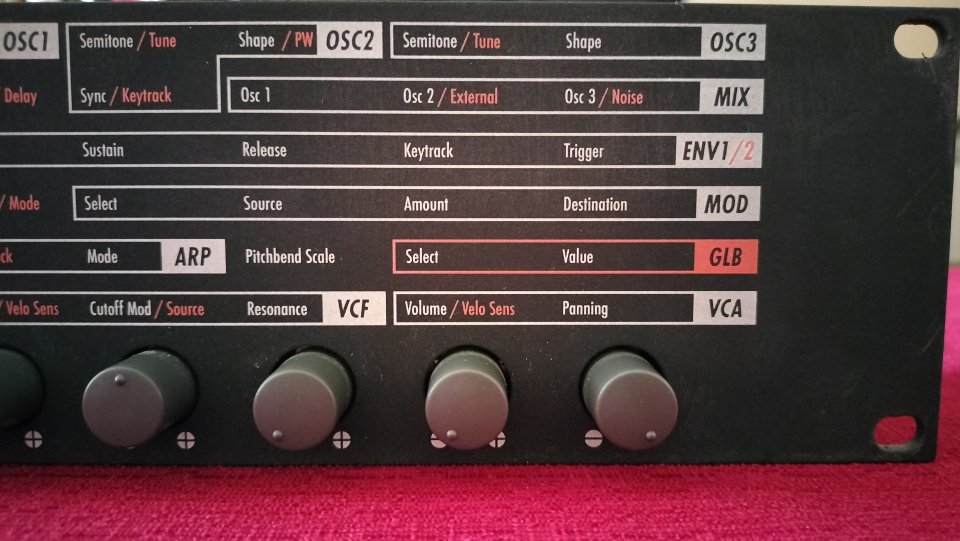 OSC1 Semitone / Tune Shape / PW OSC2 Semitone / Tune Shape OSC3
/ Delay Sync / Keytrack Osc 1 Osc 2 / External Osc 3 / Noise MIX
Sustain Release Keytrack Trigger ENV1/2
/ Mode Select Source Amount Destination MOD
Mode ARP Pitchbend Scale Select Value GLB
/ Velo Sens Cutoff Mod / Source Resonance VCF Volume / Velo Sens Panning VCA